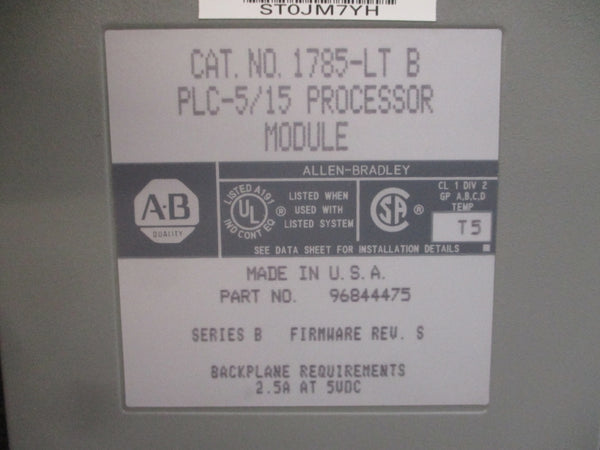 ST0JM7YH
CAT. NO. 1785-LT B
PLC-5/15 PROCESSOR
MODULE
ALLEN-BRADLEY
A-B
QUALITY
LISTED A191
UL
IND CONT EQ
®
LISTED WHEN
USED WITH
LISTED SYSTEM
SA
®
CL 1 DIV 2
GP A,B,C,D
TEMP
T5
SEE DATA SHEET FOR INSTALLATION DETAILS
MADE IN U.S.A.
PART NO. 96844475
SERIES B FIRMWARE REV. S
BACKPLANE REQUIREMENTS
2.5A AT 5VDC